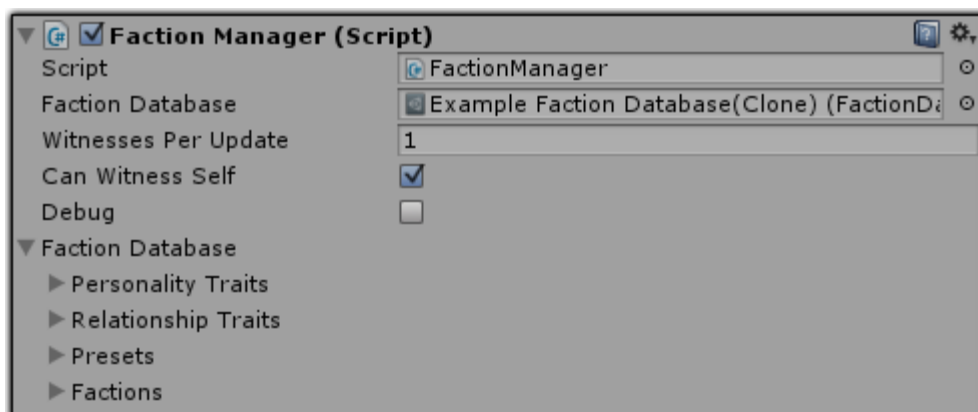 Faction Manager (Script)
Script FactionManager
Faction Database Example Faction Database(Clone) (FactionDa
Witnesses Per Update 1
Can Witness Self
Debug
Faction Database
Personality Traits
Relationship Traits
Presets
Factions